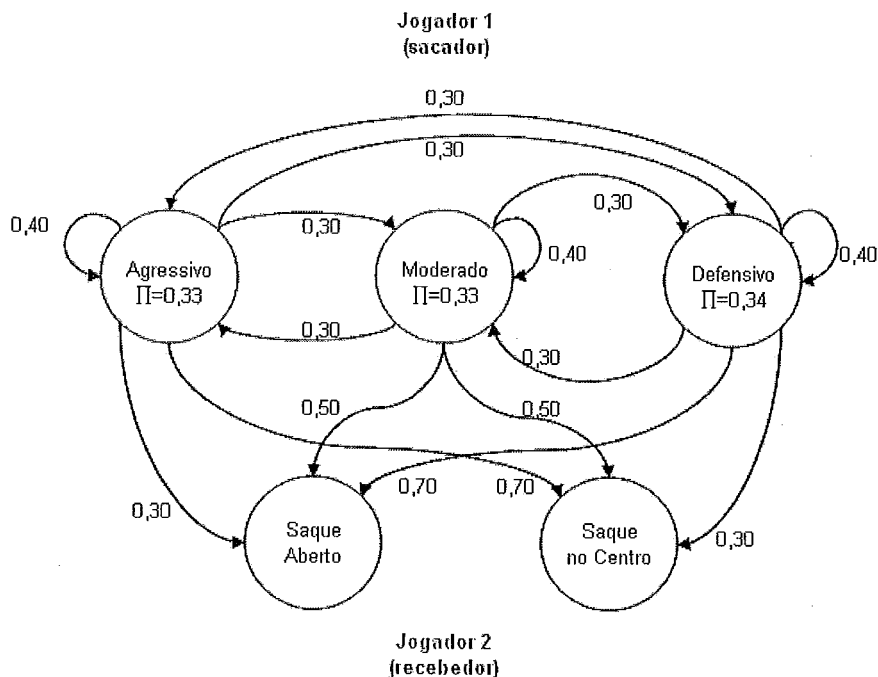 Jogador 1
(sacador)
0,30
0,30
0,40
0,30
0,30
0,40
0,40
Agressivo
∏=0,33
Moderado
∏=0,33
Defensivo
∏=0,34
0,30
0,30
0,50
0,50
0,30
0,70
0,70
0,30
Saque
Aberto
Saque
no Centro
Jogador 2
(recebedor)